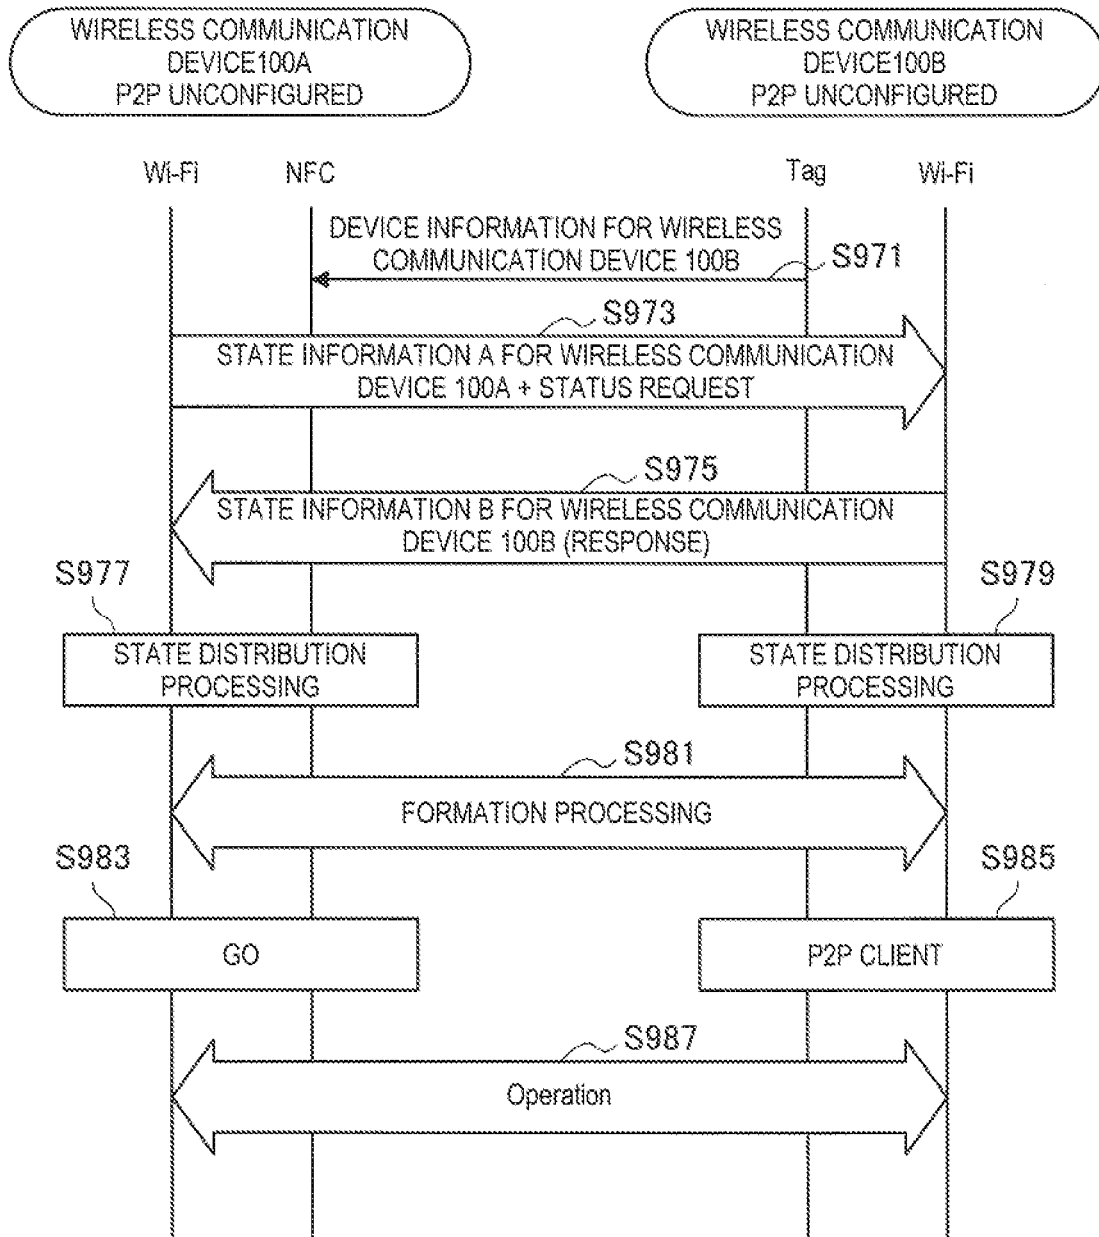 WIRELESS COMMUNICATION
DEVICE100A
P2P UNCONFIGURED
WIRELESS COMMUNICATION
DEVICE100B
P2P UNCONFIGURED
Wi-Fi
NFC
Tag
Wi-Fi
DEVICE INFORMATION FOR WIRELESS
COMMUNICATION DEVICE 100B
S971
S973
STATE INFORMATION A FOR WIRELESS COMMUNICATION
DEVICE 100A + STATUS REQUEST
S975
STATE INFORMATION B FOR WIRELESS COMMUNICATION
DEVICE 100B (RESPONSE)
S977
S979
STATE DISTRIBUTION
PROCESSING
STATE DISTRIBUTION
PROCESSING
S981
FORMATION PROCESSING
S983
S985
GO
P2P CLIENT
S987
Operation